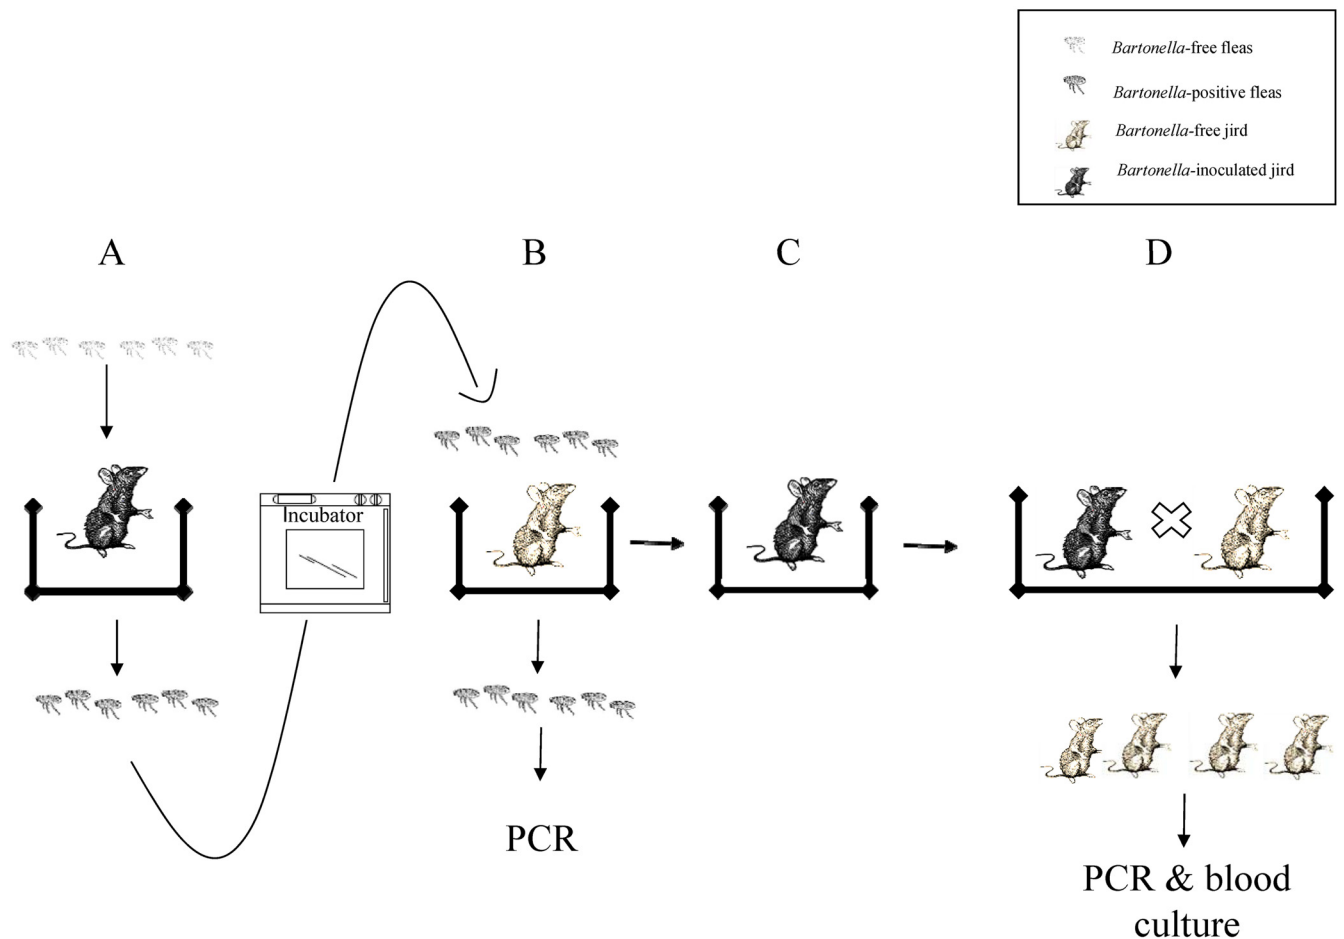 Bartonella-free fleas
Bartonella-positive fleas
Bartonella-free jird
Bartonella-inoculated jird
A
B
C
D
Incubator
PCR
PCR & blood
culture